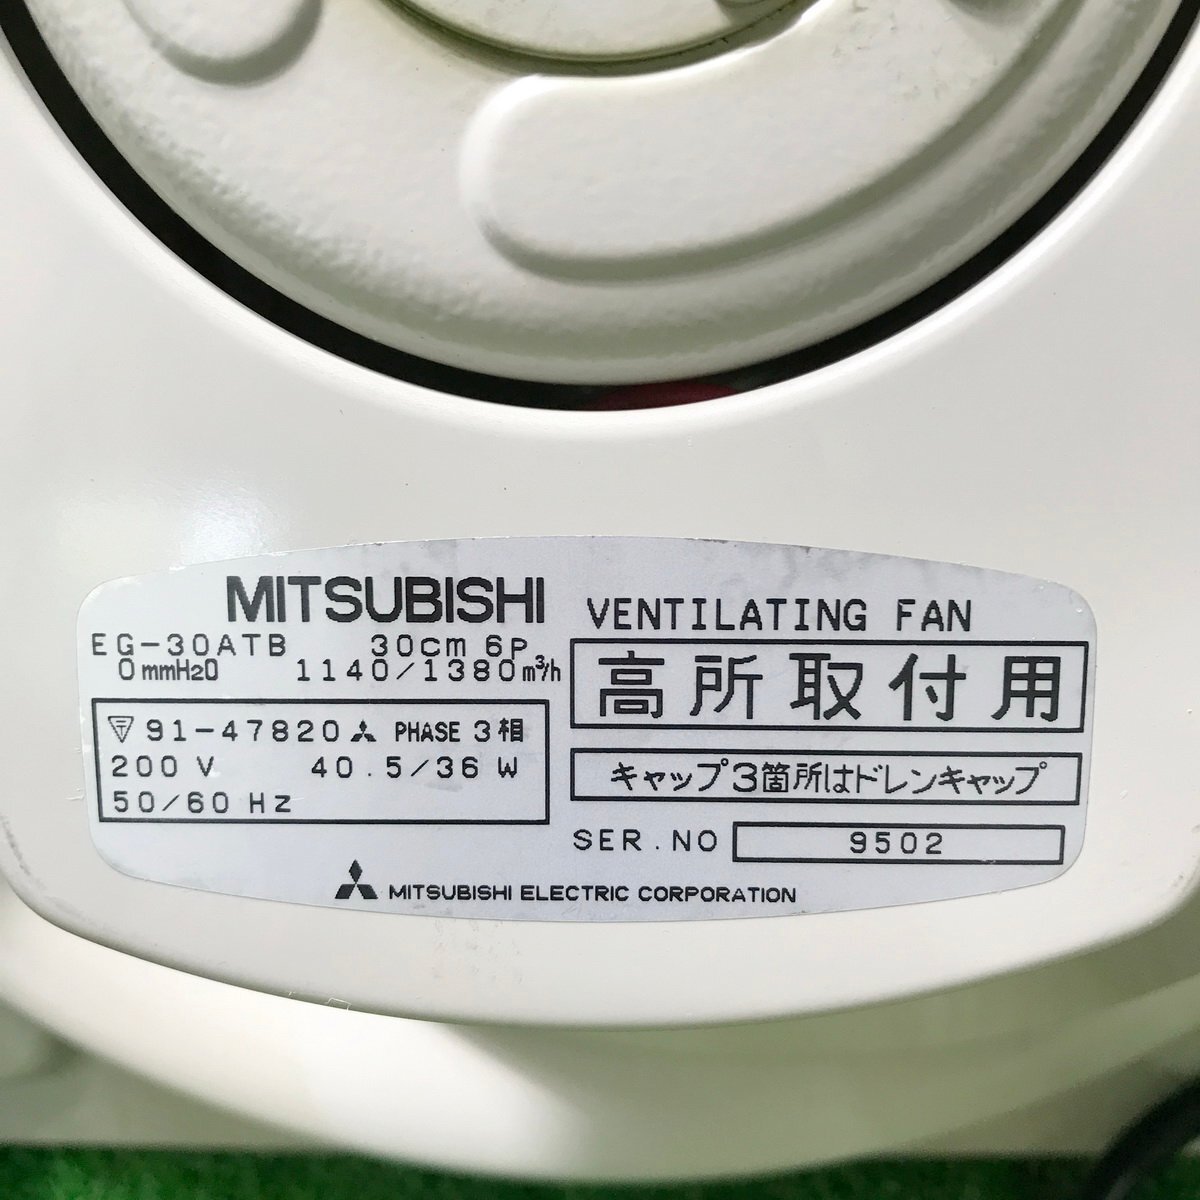 MITSUBISHI
VENTILATING FAN
EG-30ATB 30cm 6P
0mmH2O 1140/1380m³/h
高所取付用
91-47820 PHASE 3相
200 V 40.5/36 W
50/60 Hz
キャップ3箇所はドレンキャップ
SER.NO 9502
MITSUBISHI ELECTRIC CORPORATION